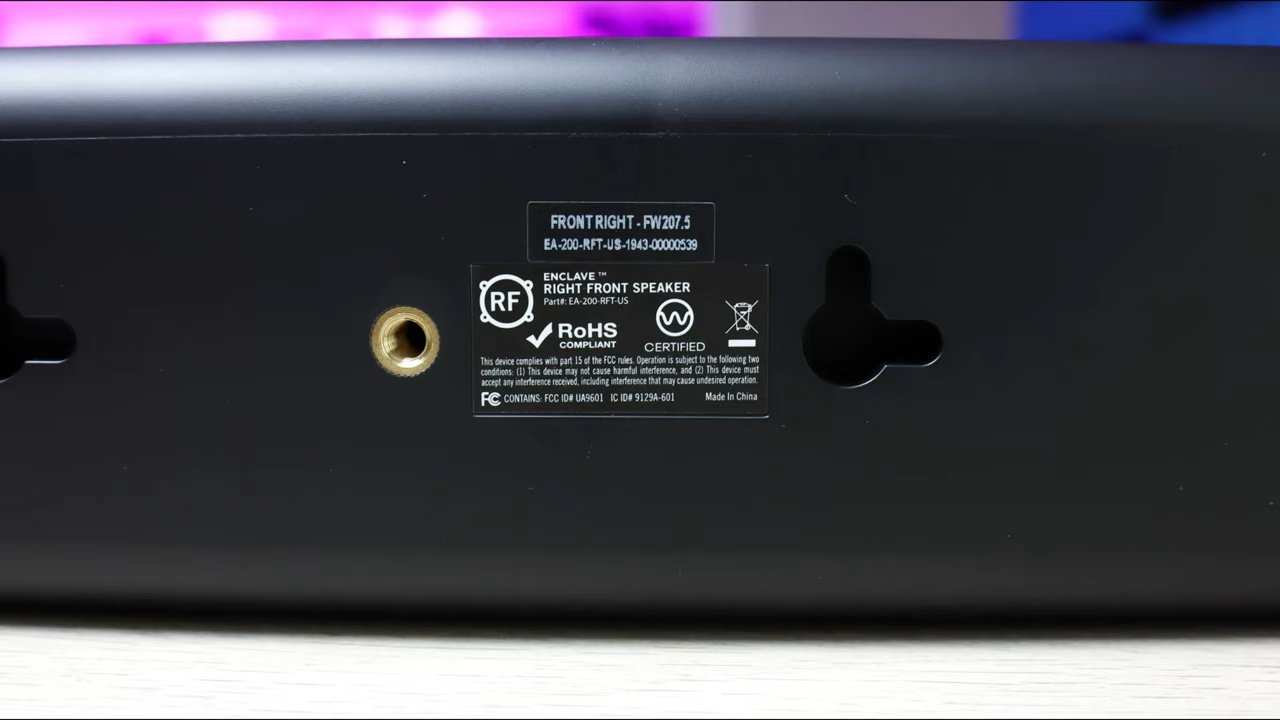 FRONT RIGHT - FW207.5
EA-200-RFT-US-1943-00000539
ENCLAVE™
RF
RIGHT FRONT SPEAKER
Part#: EA-200-RFT-US
RoHS
COMPLIANT
W
CERTIFIED
This device complies with part 15 of the FCC rules. Operation is subject to the following two
conditions: (1) This device may not cause harmful interference, and (2) This device must
accept any interference received, including interference that may cause undesired operation.
FC CONTAINS: FCC ID# UA9601 IC ID# 9129A-601 Made In China